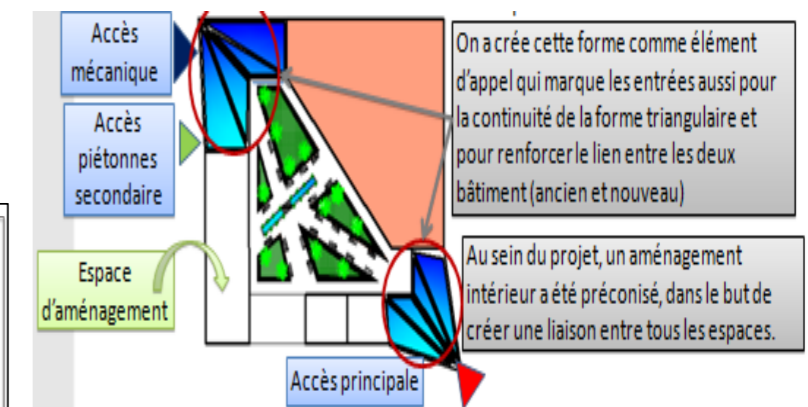 Accès
mécanique
Accès
piétonnes
secondaire
Espace
d'aménagement
On a crée cette forme comme élément
d'appel qui marque les entrées aussi pour
la continuité de la forme triangulaire et
pour renforcer le lien entre les deux
bâtiment (ancien et nouveau)
Au sein du projet, un aménagement
intérieur a été préconisé, dans le but de
créer une liaison entre tous les espaces.
Accès principale